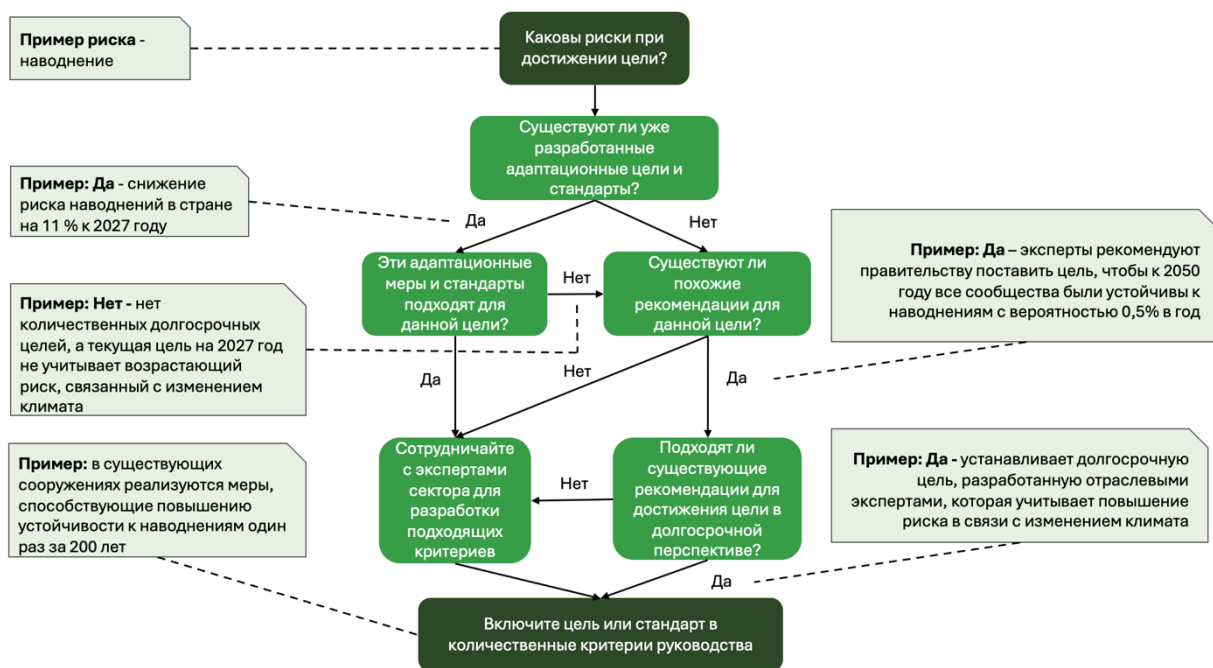 Пример риска -
наводнение
Каковы риски при
достижении цели?
Существуют ли уже
разработанные
адаптационные цели и
стандарты?
Пример: Да - снижение
риска наводнений в стране
на 11 % к 2027 году
Да
Нет
Эти адаптационные
меры и стандарты
подходят для
данной цели?
Нет
Существуют ли
похожие
рекомендации для
данной цели?
Пример: Да – эксперты рекомендуют
правительству поставить цель, чтобы к 2050
году все сообщества были устойчивы к
наводнениям с вероятностью 0,5% в год
Пример: Нет - нет
количественных долгосрочных
целей, а текущая цель на 2027 год
не учитывает возрастающий
риск, связанный с изменением
климата
Да
Нет
Да
Пример: в существующих
сооружениях реализуются меры,
способствующие повышению
устойчивости к наводнениям один
раз за 200 лет
Сотрудничайте
с экспертами
сектора для
разработки
подходящих
критериев
Нет
Подходят ли
существующие
рекомендации для
достижения цели в
долгосрочной
перспективе?
Пример: Да - устанавливает долгосрочную
цель, разработанную отраслевыми
экспертами, которая учитывает повышение
риска в связи с изменением климата
Да
Включите цель или стандарт в
количественные критерии руководства